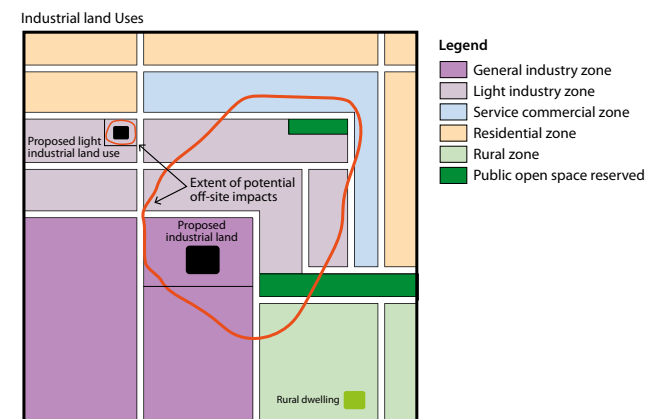 Industrial land Uses
Legend
General industry zone
Light industry zone
Service commercial zone
Residential zone
Rural zone
Public open space reserved
Proposed light
industrial land use
Extent of potential
off-site impacts
Proposed
industrial land
Rural dwelling